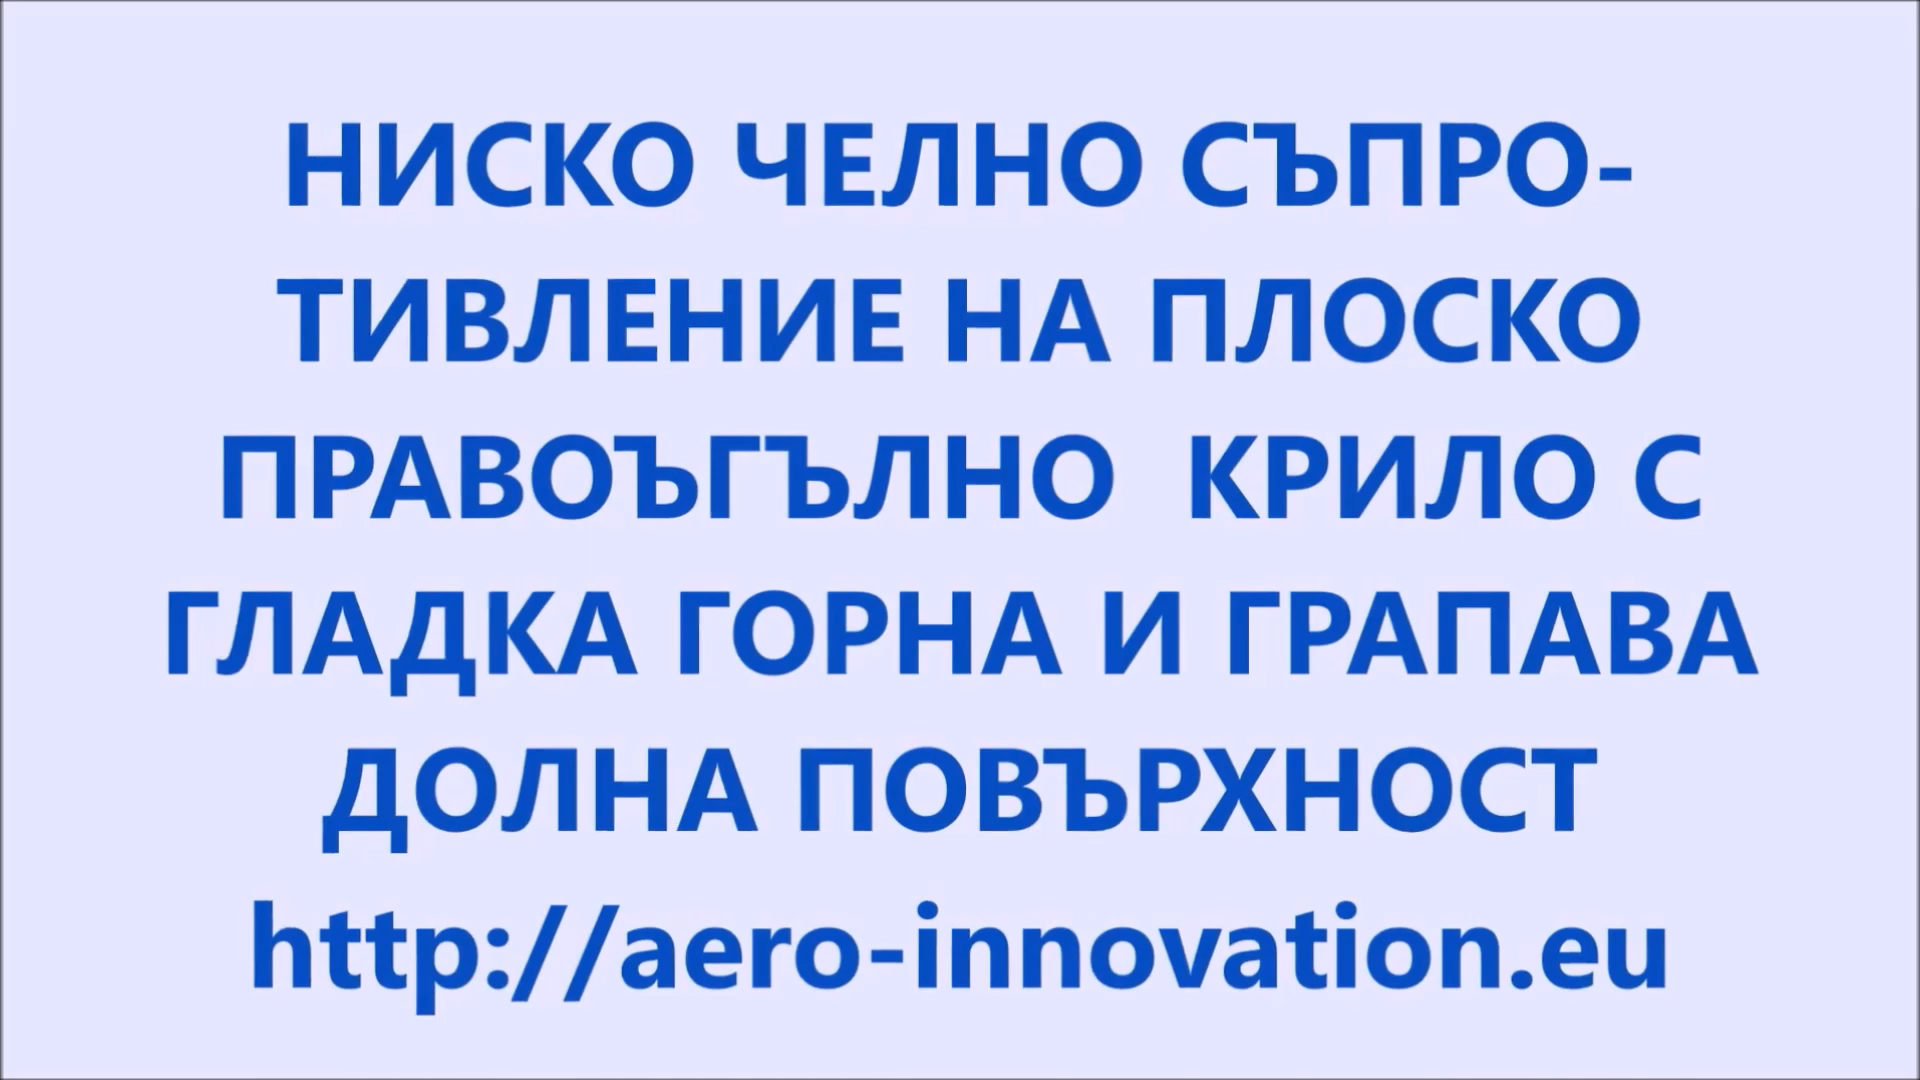 НИСКО ЧЕЛНО СЪПРО-
ТИВЛЕНИЕ НА ПЛОСКО
ПРАВОЪГЪЛНО  КРИЛО С
ГЛАДКА ГОРНА И ГРАПАВА
ДОЛНА ПОВЪРХНОСТ
http://aero-innovation.eu